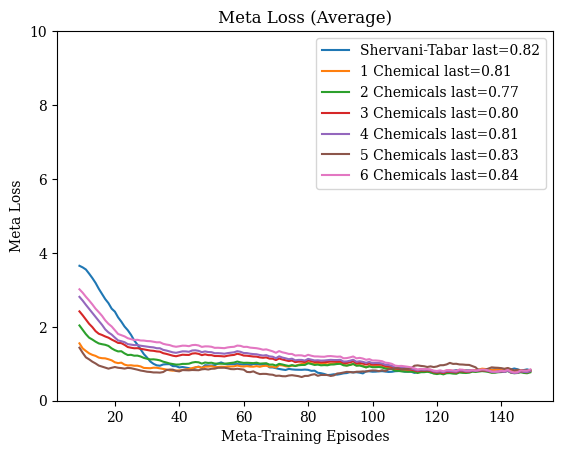 Meta Loss (Average)
10
8
6
4
2
0
Meta Loss
Shervani-Tabar last=0.82
1 Chemical last=0.81
2 Chemicals last=0.77
3 Chemicals last=0.80
4 Chemicals last=0.81
5 Chemicals last=0.83
6 Chemicals last=0.84
20 40 60 80 100 120 140
Meta-Training Episodes